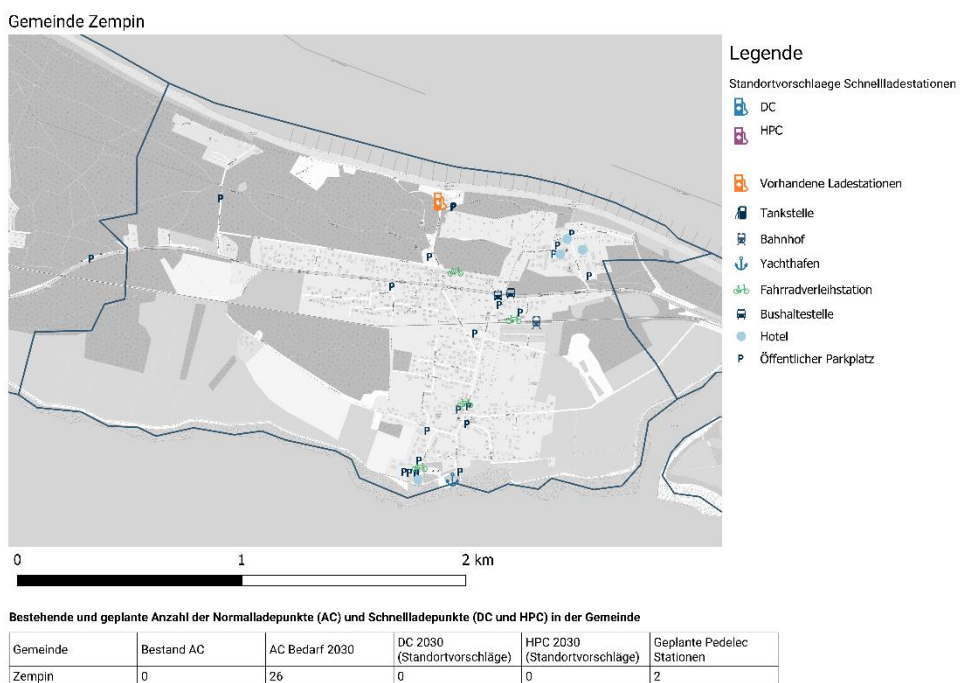 Gemeinde Zempin
Legende
Standortvorschlaege Schnellladestationen
DC
HPC
Vorhandene Ladestationen
Tankstelle
Bahnhof
Yachthafen
Fahrradverleihstation
Bushaltestelle
Hotel
P Öffentlicher Parkplatz
0 1 2 km
Bestehende und geplante Anzahl der Normalladepunkte (AC) und Schnellladepunkte (DC und HPC) in der Gemeinde
Gemeinde Bestand AC AC Bedarf 2030 DC 2030 (Standortvorschläge) HPC 2030 (Standortvorschläge) Geplante Pedelec Stationen
Zempin 0 26 0 0 2